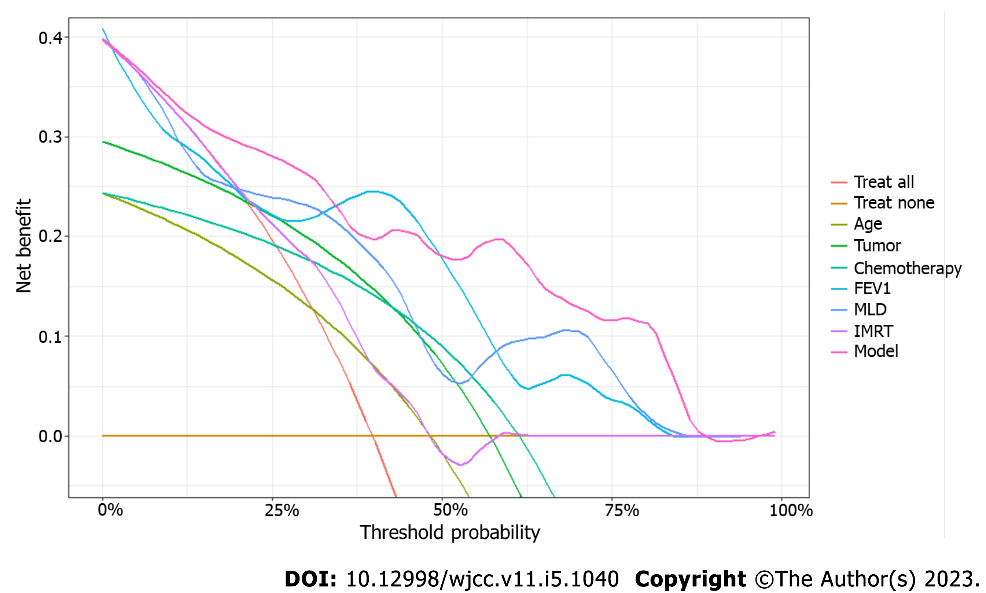 0.4
0.3
0.2
0.1
0.0
Net benefit
0%
25%
50%
75%
100%
Threshold probability
Treat all
Treat none
Age
Tumor
Chemotherapy
FEV1
MLD
IMRT
Model
DOI: 10.12998/wjcc.v11.i5.1040 Copyright ©The Author(s) 2023.